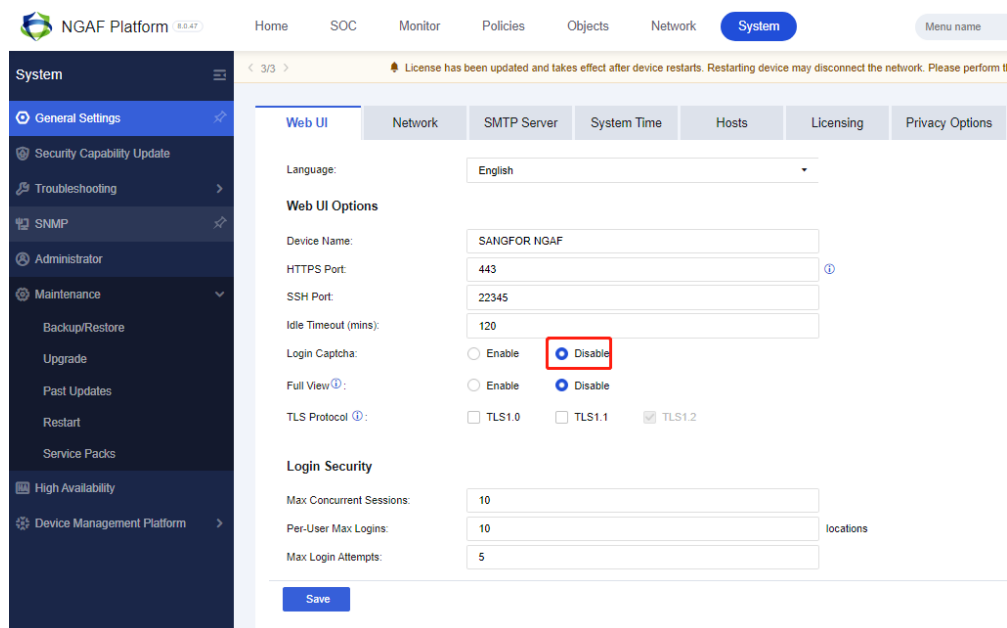 NGAF Platform 8.0.47 Home SOC Monitor Policies Objects Network System Menu name
System
General Settings
Security Capability Update
Troubleshooting
SNMP
Administrator
Maintenance
Backup/Restore
Upgrade
Past Updates
Restart
Service Packs
High Availability
Device Management Platform
3/3 License has been updated and takes effect after device restarts. Restarting device may disconnect the network. Please perform
Web UI Network SMTP Server System Time Hosts Licensing Privacy Options
Language: English
Web UI Options
Device Name: SANGFOR NGAF
HTTPS Port: 443
SSH Port: 22345
Idle Timeout (mins): 120
Login Captcha: Enable Disable
Full View : Enable Disable
TLS Protocol : TLS1.0 TLS1.1 TLS1.2
Login Security
Max Concurrent Sessions: 10
Per-User Max Logins: 10 locations
Max Login Attempts: 5
Save